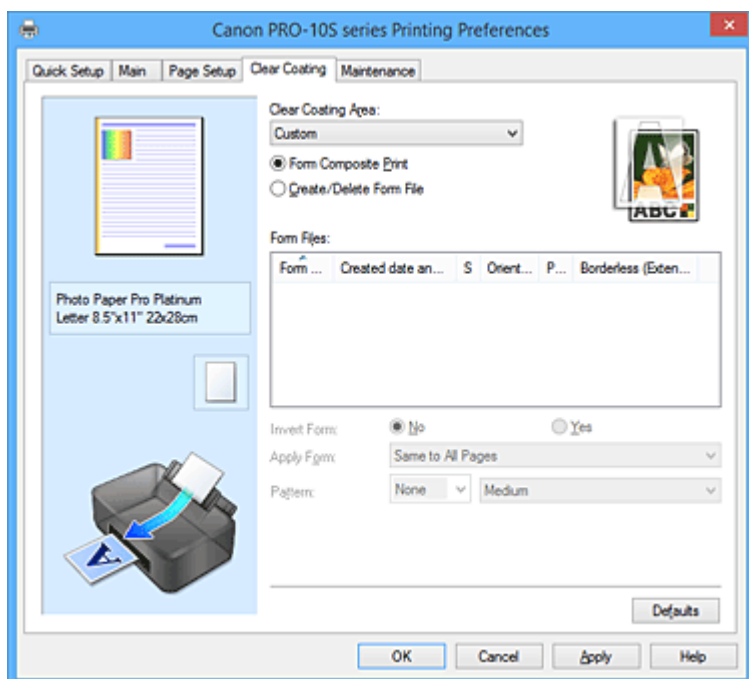 Canon PRO-10S series Printing Preferences
Quick Setup Main Page Setup Clear Coating Maintenance
Clear Coating Area:
Custom
Form Composite Print
Create/Delete Form File
ABC
Form Files:
Form ... Created date an... S Orient... P... Borderless (Exten...
Photo Paper Pro Platinum
Letter 8.5"x11" 22x28cm
Invert Form: No Yes
Apply Form: Same to All Pages
Pattern: None Medium
A
Defaults
OK Cancel Apply Help